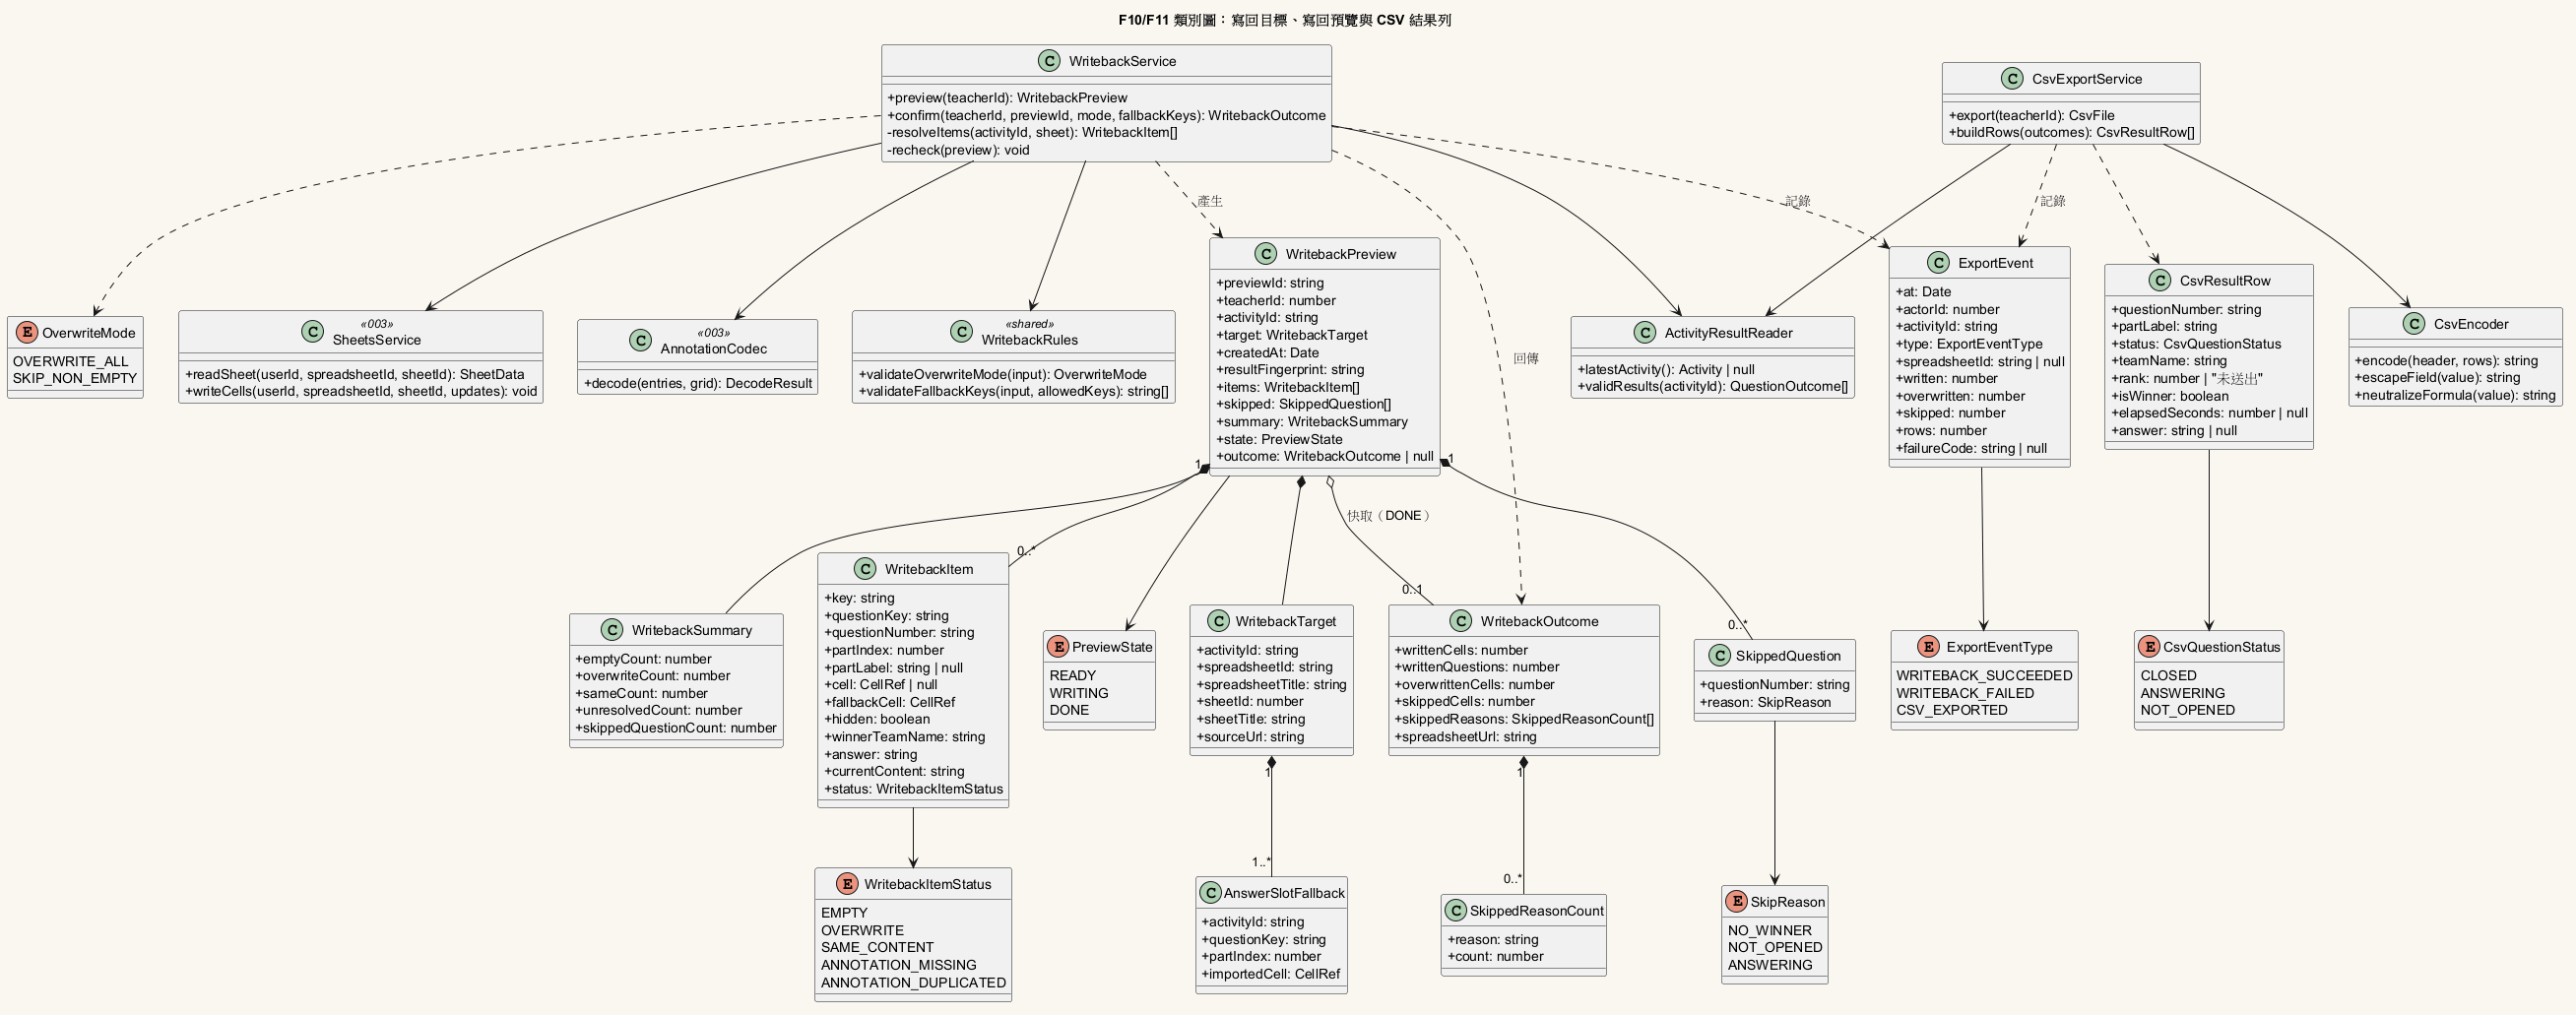 F10/F11 類別圖：寫回目標、寫回預覽與 CSV 結果列
WritebackService
+preview(teacherId): WritebackPreview
+confirm(teacherId, previewId, mode, fallbackKeys): WritebackOutcome
-resolveItems(activityId, sheet): WritebackItem[]
-recheck(preview): void
CsvExportService
+export(teacherId): CsvFile
+buildRows(outcomes): CsvResultRow[]
產生
記錄
記錄
回傳
OverwriteMode
OVERWRITE_ALL
SKIP_NON_EMPTY
«003»
SheetsService
+readSheet(userId, spreadsheetId, sheetId): SheetData
+writeCells(userId, spreadsheetId, sheetId, updates): void
«003»
AnnotationCodec
+decode(entries, grid): DecodeResult
«shared»
WritebackRules
+validateOverwriteMode(input): OverwriteMode
+validateFallbackKeys(input, allowedKeys): string[]
WritebackPreview
+previewId: string
+teacherId: number
+activityId: string
+target: WritebackTarget
+createdAt: Date
+resultFingerprint: string
+items: WritebackItem[]
+skipped: SkippedQuestion[]
+summary: WritebackSummary
+state: PreviewState
+outcome: WritebackOutcome | null
ActivityResultReader
+latestActivity(): Activity | null
+validResults(activityId): QuestionOutcome[]
ExportEvent
+at: Date
+actorId: number
+activityId: string
+type: ExportEventType
+spreadsheetId: string | null
+written: number
+overwritten: number
+skipped: number
+rows: number
+failureCode: string | null
CsvResultRow
+questionNumber: string
+partLabel: string
+status: CsvQuestionStatus
+teamName: string
+rank: number | "未送出"
+isWinner: boolean
+elapsedSeconds: number | null
+answer: string | null
CsvEncoder
+encode(header, rows): string
+escapeField(value): string
+neutralizeFormula(value): string
1
1
快取（DONE）
0..*
0..1
0..*
WritebackSummary
+emptyCount: number
+overwriteCount: number
+sameCount: number
+unresolvedCount: number
+skippedQuestionCount: number
WritebackItem
+key: string
+questionKey: string
+questionNumber: string
+partIndex: number
+partLabel: string | null
+cell: CellRef | null
+fallbackCell: CellRef
+hidden: boolean
+winnerTeamName: string
+answer: string
+currentContent: string
+status: WritebackItemStatus
PreviewState
READY
WRITING
DONE
WritebackTarget
+activityId: string
+spreadsheetId: string
+spreadsheetTitle: string
+sheetId: number
+sheetTitle: string
+sourceUrl: string
WritebackOutcome
+writtenCells: number
+writtenQuestions: number
+overwrittenCells: number
+skippedCells: number
+skippedReasons: SkippedReasonCount[]
+spreadsheetUrl: string
SkippedQuestion
+questionNumber: string
+reason: SkipReason
ExportEventType
WRITEBACK_SUCCEEDED
WRITEBACK_FAILED
CSV_EXPORTED
CsvQuestionStatus
CLOSED
ANSWERING
NOT_OPENED
1
1..*
1
0..*
WritebackItemStatus
EMPTY
OVERWRITE
SAME_CONTENT
ANNOTATION_MISSING
ANNOTATION_DUPLICATED
AnswerSlotFallback
+activityId: string
+questionKey: string
+partIndex: number
+importedCell: CellRef
SkippedReasonCount
+reason: string
+count: number
SkipReason
NO_WINNER
NOT_OPENED
ANSWERING